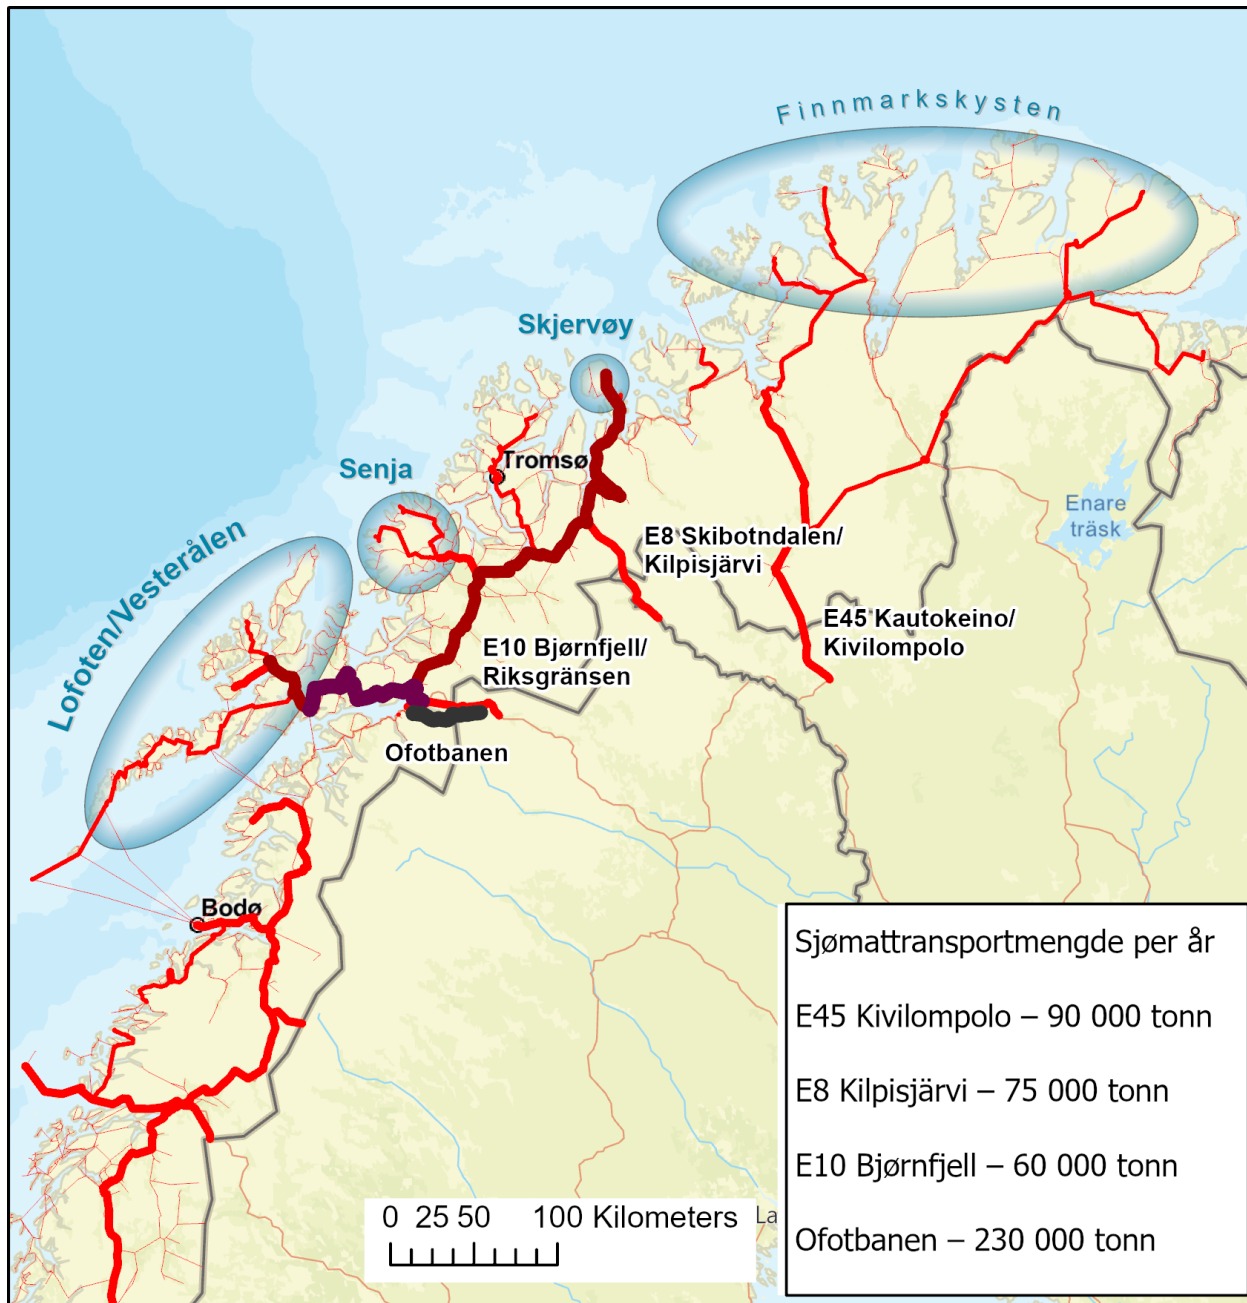 Finnmarkskysten
Skjervøy
Senja
Tromsø
Lofoten/Vesterålen
E8 Skibotndalen/
Kilpisjärvi
Enare
träsk
E45 Kautokeino/
Kivilompolo
E10 Bjørnfjell/
Riksgränsen
Ofotbanen
Bodø
Sjømattransportmengde per år
E45 Kivilompolo – 90 000 tonn
E8 Kilpisjärvi – 75 000 tonn
E10 Bjørnfjell – 60 000 tonn
Ofotbanen – 230 000 tonn
0 25 50 100 Kilometers
La